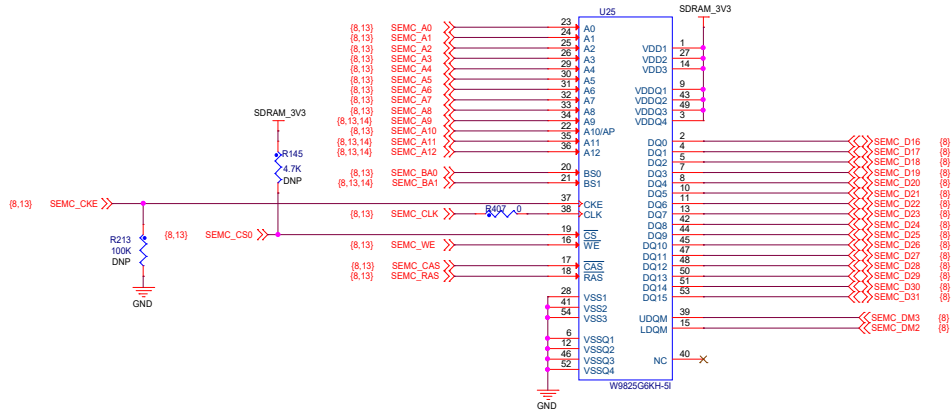 U25
SDRAM_3V3
{8,13} SEMC_A0 23 A0
{8,13} SEMC_A1 24 A1
{8,13} SEMC_A2 25 A2
{8,13} SEMC_A3 26 A3
{8,13} SEMC_A4 29 A4
{8,13} SEMC_A5 30 A5
{8,13} SEMC_A6 31 A6
{8,13} SEMC_A7 32 A7
{8,13} SEMC_A8 33 A8
{8,13,14} SEMC_A9 34 A9
{8,13} SEMC_A10 22 A10/AP
{8,13,14} SEMC_A11 35 A11
{8,13,14} SEMC_A12 36 A12
VDD1 1
VDD2 27
VDD3 14
VDDQ1 9
VDDQ2 43
VDDQ3 49
VDDQ4 3
SDRAM_3V3
R145
4.7K
DNP
{8,13} SEMC_BA0 20 BS0
{8,13,14} SEMC_BA1 21 BS1
{8,13} SEMC_CKE 37 CKE
{8,13} SEMC_CLK R407 0 38 CLK
{8,13} SEMC_CS0 19 CS
{8,13} SEMC_WE 16 WE
{8,13} SEMC_CAS 17 CAS
{8,13} SEMC_RAS 18 RAS
R213
100K
DNP
GND
28 VSS1
41 VSS2
54 VSS3
6 VSSQ1
12 VSSQ2
46 VSSQ3
52 VSSQ4
GND
DQ0 2 SEMC_D16 {8}
DQ1 4 SEMC_D17 {8}
DQ2 5 SEMC_D18 {8}
DQ3 7 SEMC_D19 {8}
DQ4 8 SEMC_D20 {8}
DQ5 10 SEMC_D21 {8}
DQ6 11 SEMC_D22 {8}
DQ7 13 SEMC_D23 {8}
DQ8 42 SEMC_D24 {8}
DQ9 44 SEMC_D25 {8}
DQ10 45 SEMC_D26 {8}
DQ11 47 SEMC_D27 {8}
DQ12 48 SEMC_D28 {8}
DQ13 50 SEMC_D29 {8}
DQ14 51 SEMC_D30 {8}
DQ15 53 SEMC_D31 {8}
UDQM 39 SEMC_DM3 {8}
LDQM 15 SEMC_DM2 {8}
NC 40
W9825G6KH-5I